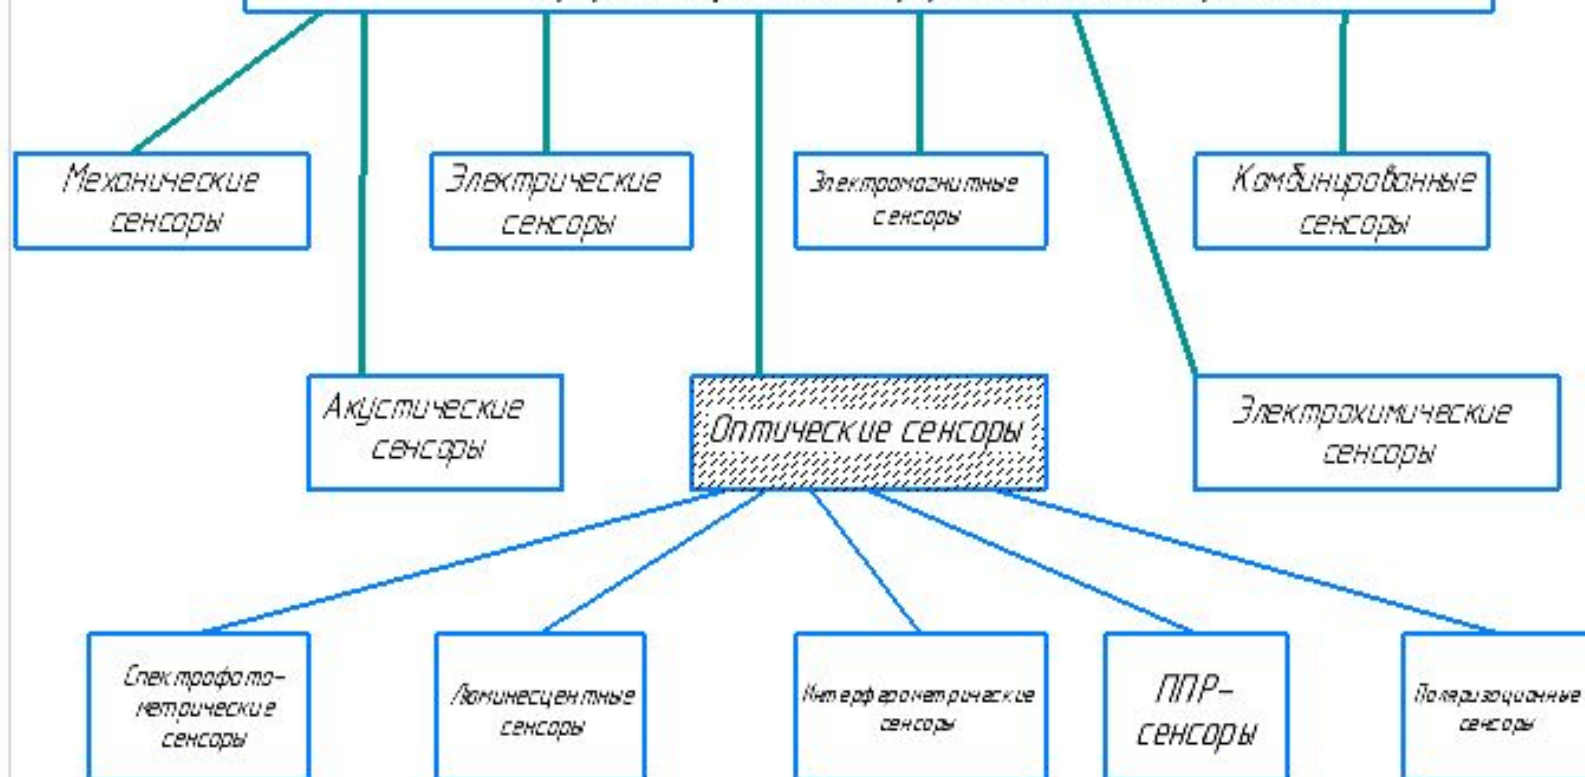 Механические
сенсоры
Электрические
сенсоры
Электромагнитные
сенсоры
Комбинированные
сенсоры
Акустические
сенсоры
Оптические сенсоры
Электрохимические
сенсоры
Спектрофото-
метрические
сенсоры
Люминесцентные
сенсоры
Интерферометрические
сенсоры
ППР-
сенсоры
Поляризационные
сенсоры